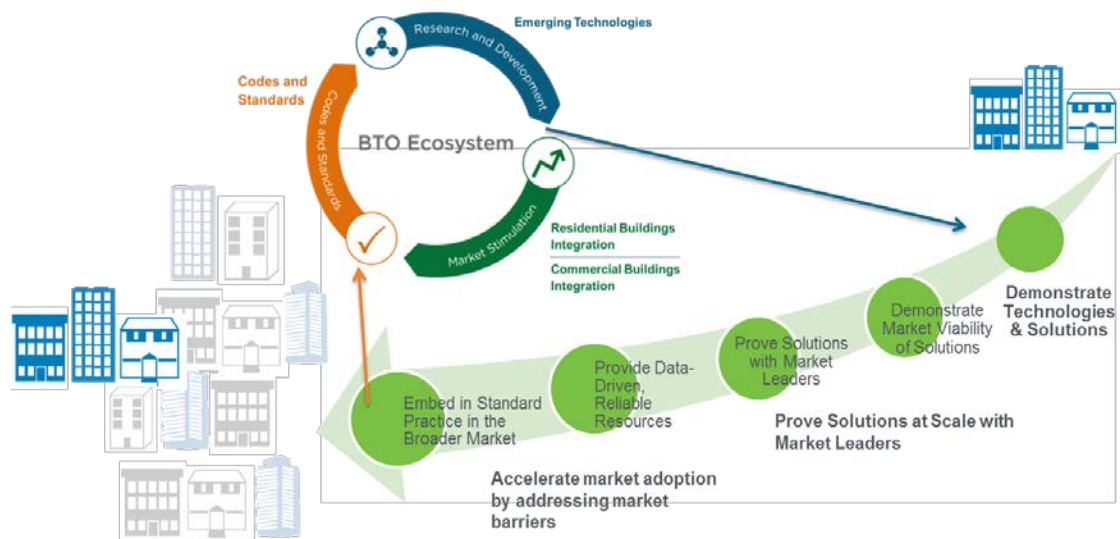 Emerging Technologies
Research and Development
Codes and
Standards
Codes and Standards
BTO Ecosystem
Market Stimulation
Residential Buildings
Integration
Commercial Buildings
Integration
Demonstrate
Technologies
& Solutions
Demonstrate
Market Viability
of Solutions
Prove Solutions
with Market
Leaders
Provide Data-
Driven,
Reliable
Resources
Embed in Standard
Practice in the
Broader Market
Prove Solutions at Scale with
Market Leaders
Accelerate market adoption
by addressing market
barriers